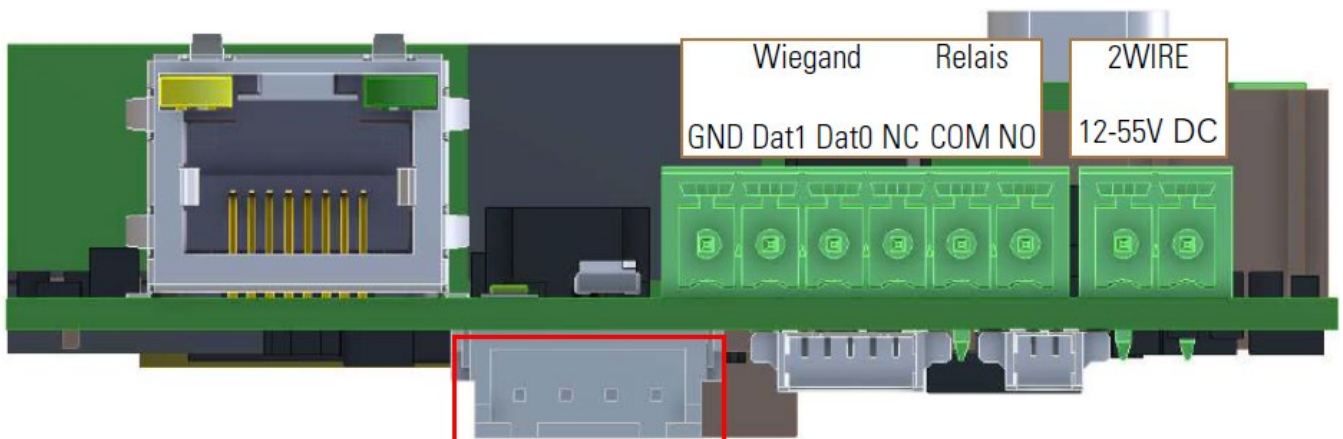 Wiegand Relais
GND Dat1 Dat0 NC COM NO
2WIRE
12-55V DC